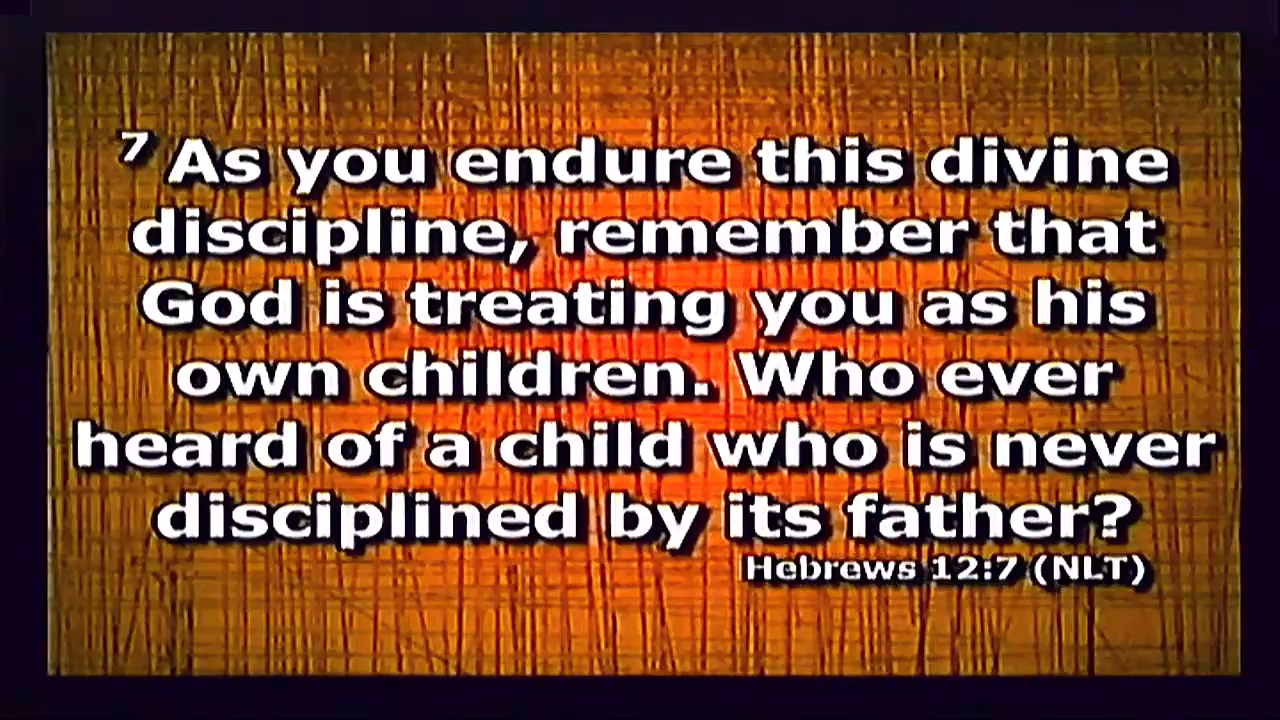 7 As you endure this divine
discipline, remember that
God is treating you as his
own children. Who ever
heard of a child who is never
disciplined by its father?
Hebrews 12:7 (NLT)